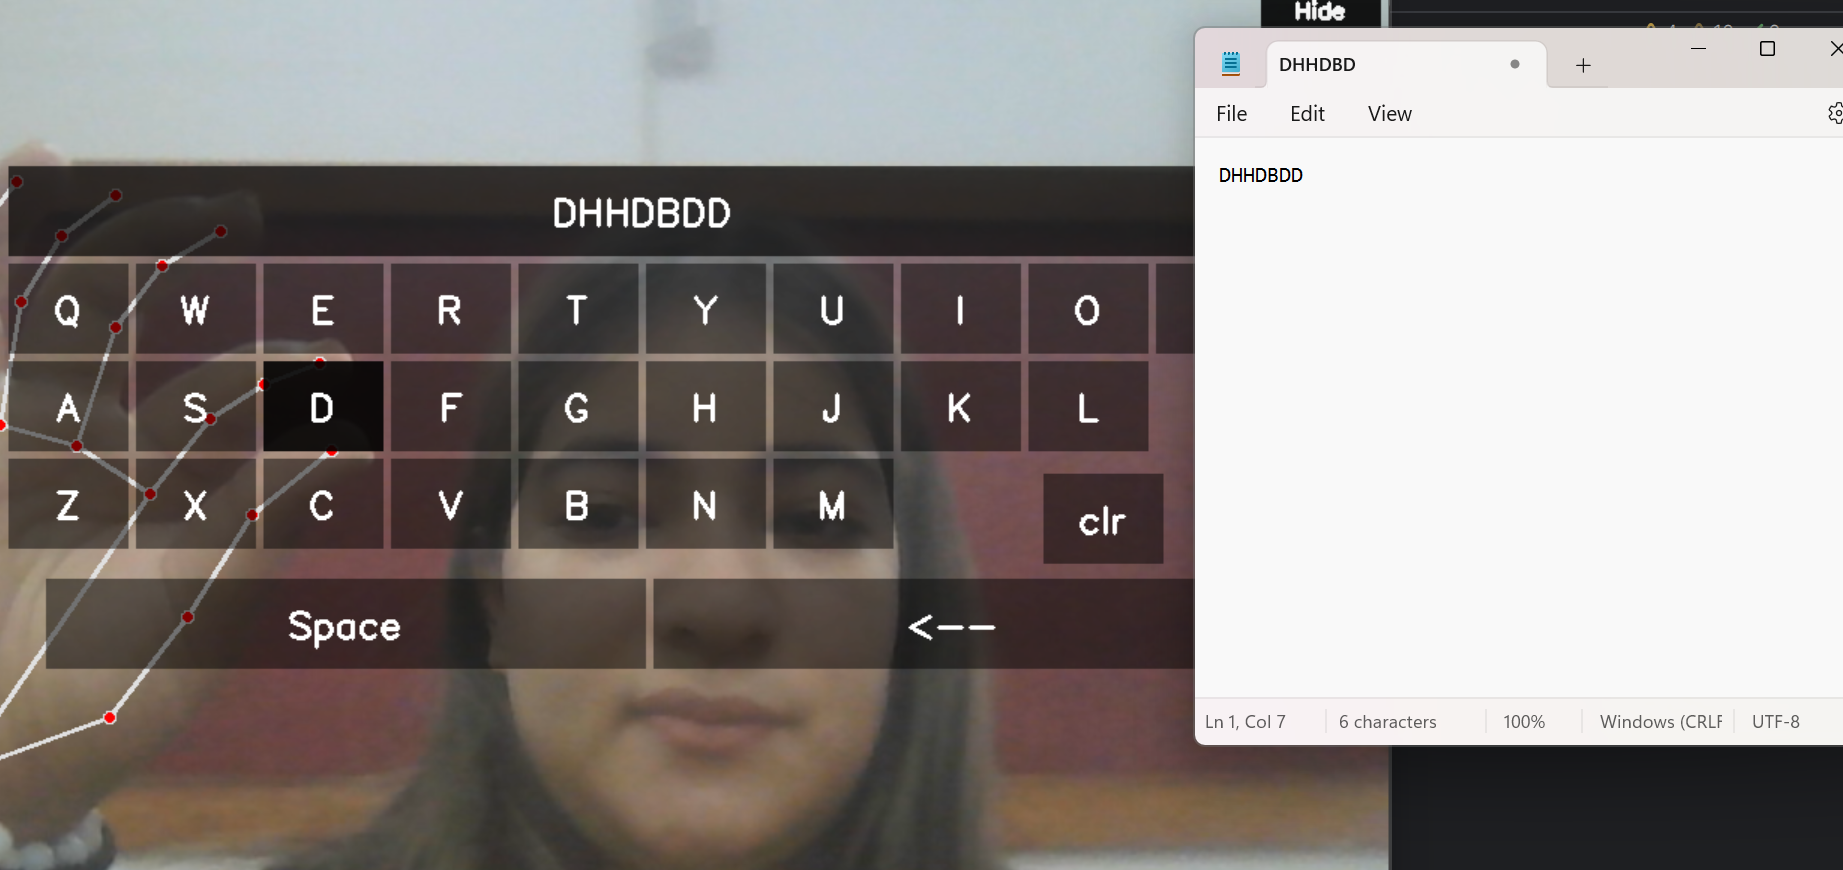 Hide
DHHDBDD
Q W E R T Y U I O
A S D F G H J K L
Z X C V B N M
clr
Space <--
DHHDBD
File Edit View
DHHDBDD
Ln 1, Col 7 6 characters 100% Windows (CRLF UTF-8